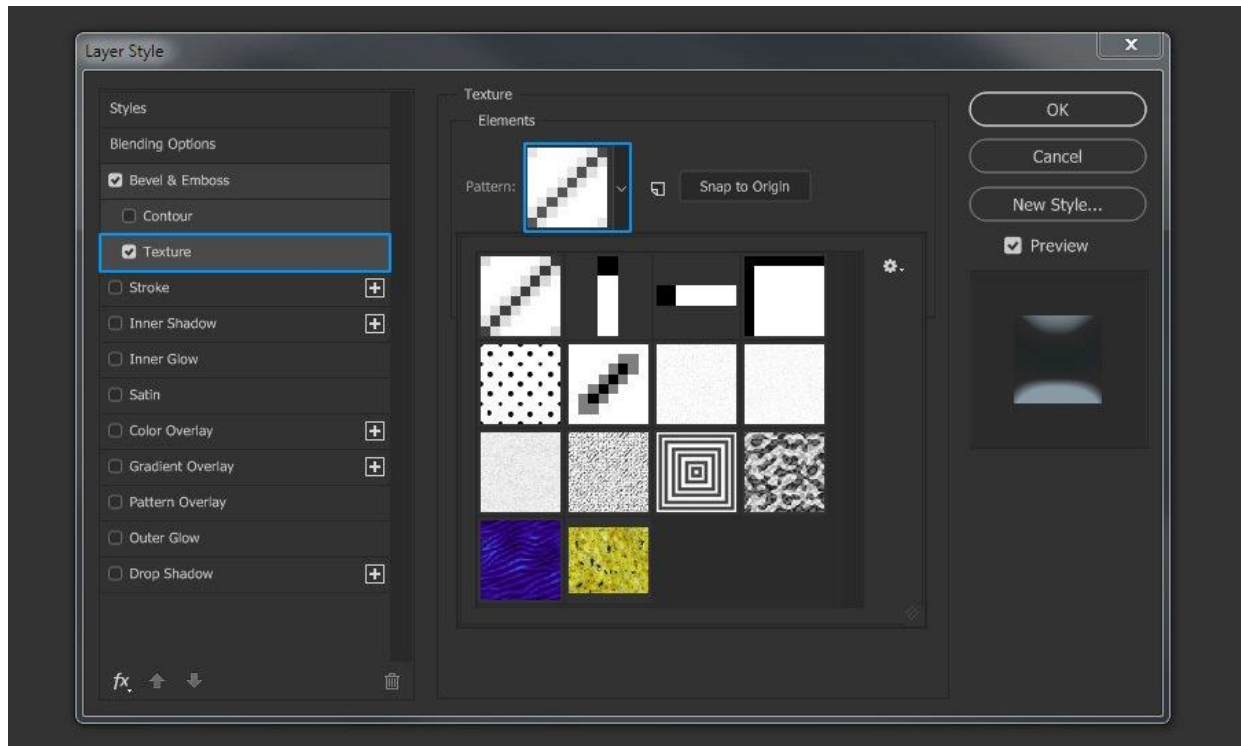 Layer Style
Styles
Blending Options
Bevel & Emboss
Contour
Texture
Stroke
Inner Shadow
Inner Glow
Satin
Color Overlay
Gradient Overlay
Pattern Overlay
Outer Glow
Drop Shadow
fx
Texture
Elements
Pattern:
Snap to Origin
OK
Cancel
New Style...
Preview